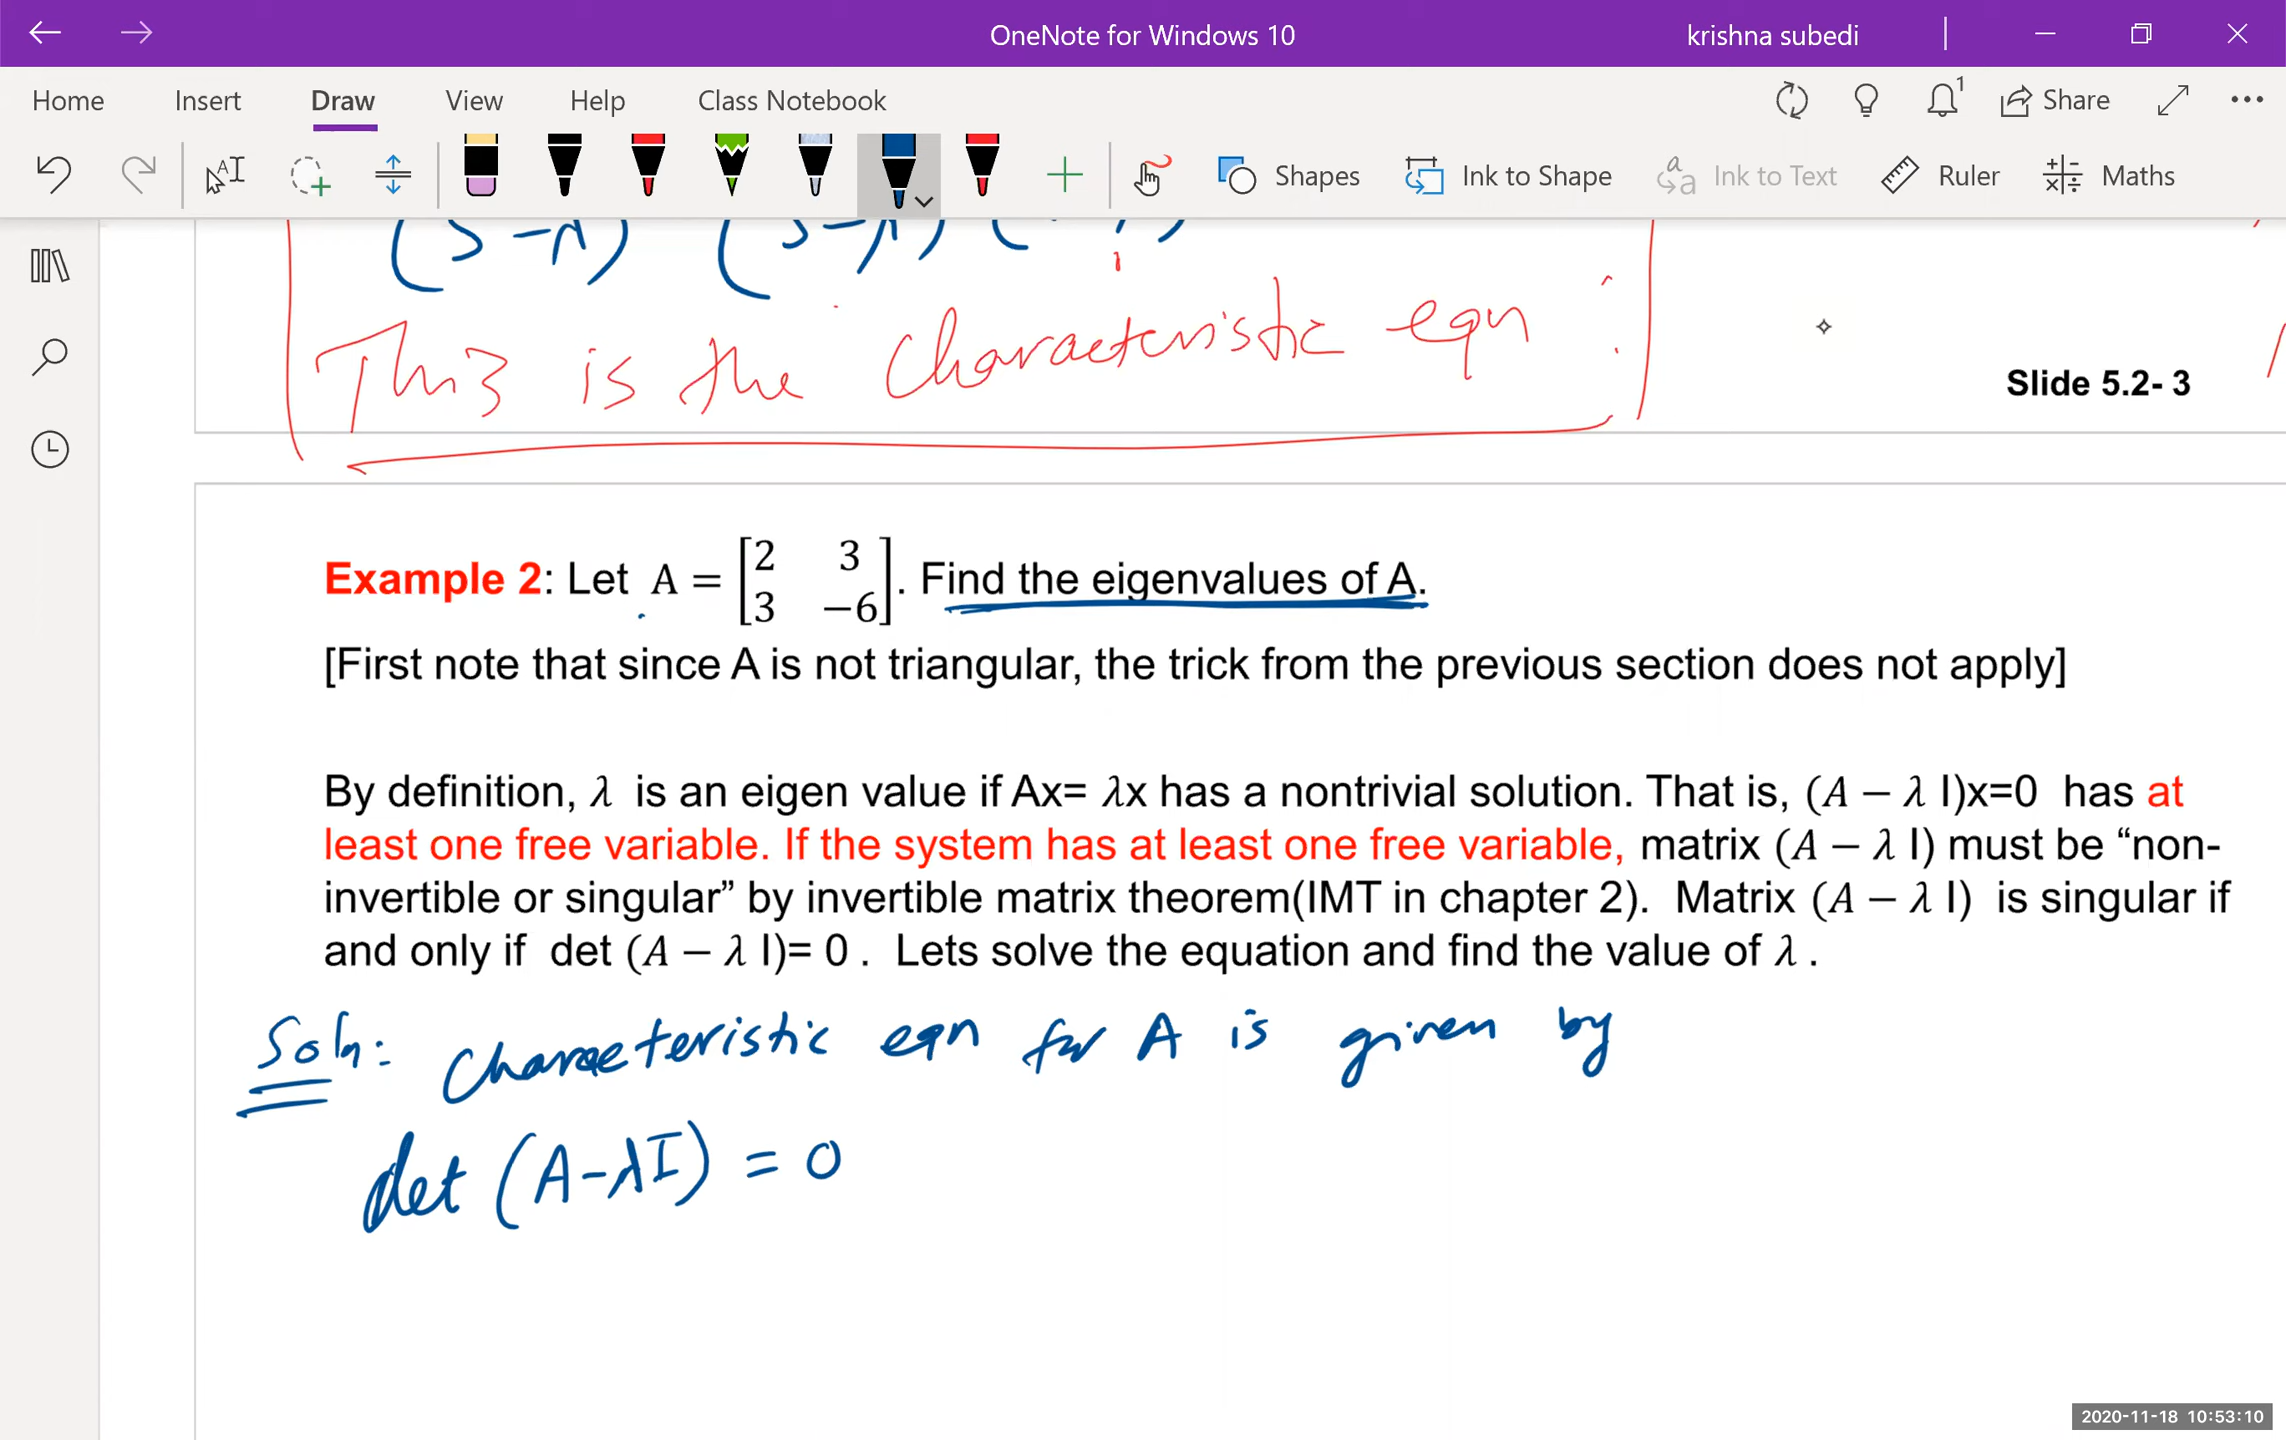 OneNote for Windows 10
krishna subedi
Home Insert Draw View Help Class Notebook
1
Share
Shapes Ink to Shape Ink to Text Ruler Maths
This is the characteristic eqn
Slide 5.2- 3
Example 2: Let A = [2 3
3 −6]. Find the eigenvalues of A.
[First note that since A is not triangular, the trick from the previous section does not apply]
By definition, λ is an eigen value if Ax= λx has a nontrivial solution. That is, (A − λ I)x=0 has at
least one free variable. If the system has at least one free variable, matrix (A − λ I) must be “non-
invertible or singular” by invertible matrix theorem(IMT in chapter 2). Matrix (A − λ I) is singular if
and only if det (A − λ I)= 0 . Lets solve the equation and find the value of λ .
Soln: Characteristic eqn for A is given by
det (A-λI) = 0
2020-11-18 10:53:10